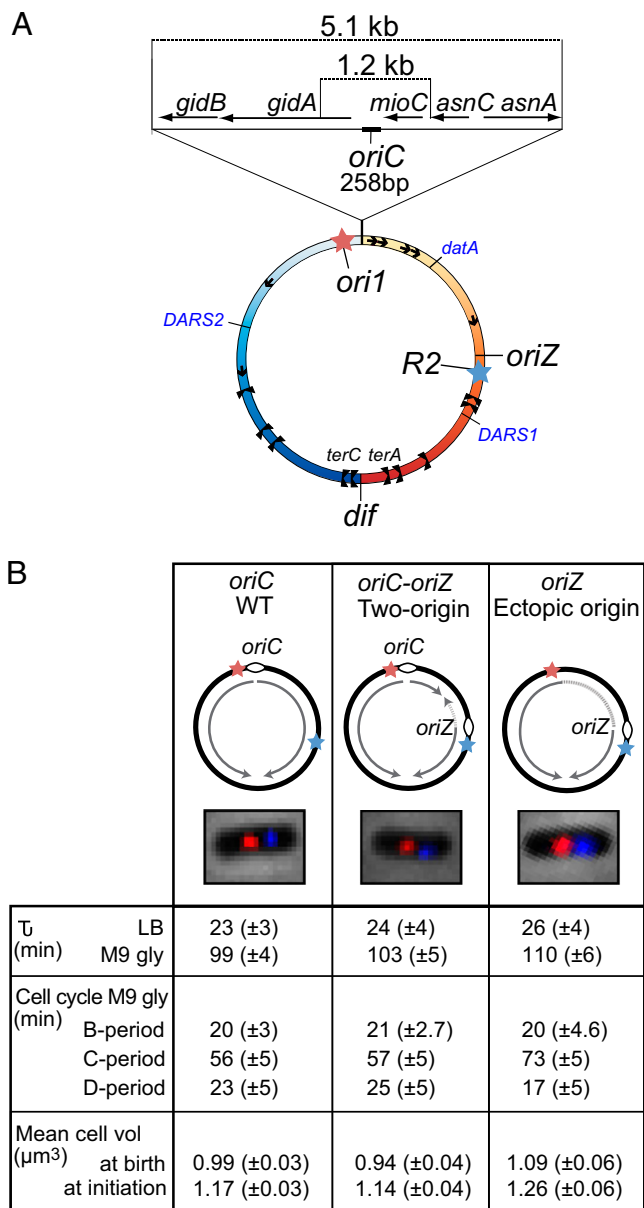 A
5.1 kb
1.2 kb
gidB gidA mioC asnC asnA
oriC
258bp
ori1
datA
DARS2
R2
oriZ
DARS1
terC terA
dif
B
oriC oriC-oriZ oriZ
WT Two-origin Ectopic origin
oriC oriC
oriZ oriZ
τ LB 23 (±3) 24 (±4) 26 (±4)
(min) M9 gly 99 (±4) 103 (±5) 110 (±6)
Cell cycle M9 gly
(min)
B-period 20 (±3) 21 (±2.7) 20 (±4.6)
C-period 56 (±5) 57 (±5) 73 (±5)
D-period 23 (±5) 25 (±5) 17 (±5)
Mean cell vol
(µm³)
at birth 0.99 (±0.03) 0.94 (±0.04) 1.09 (±0.06)
at initiation 1.17 (±0.03) 1.14 (±0.04) 1.26 (±0.06)